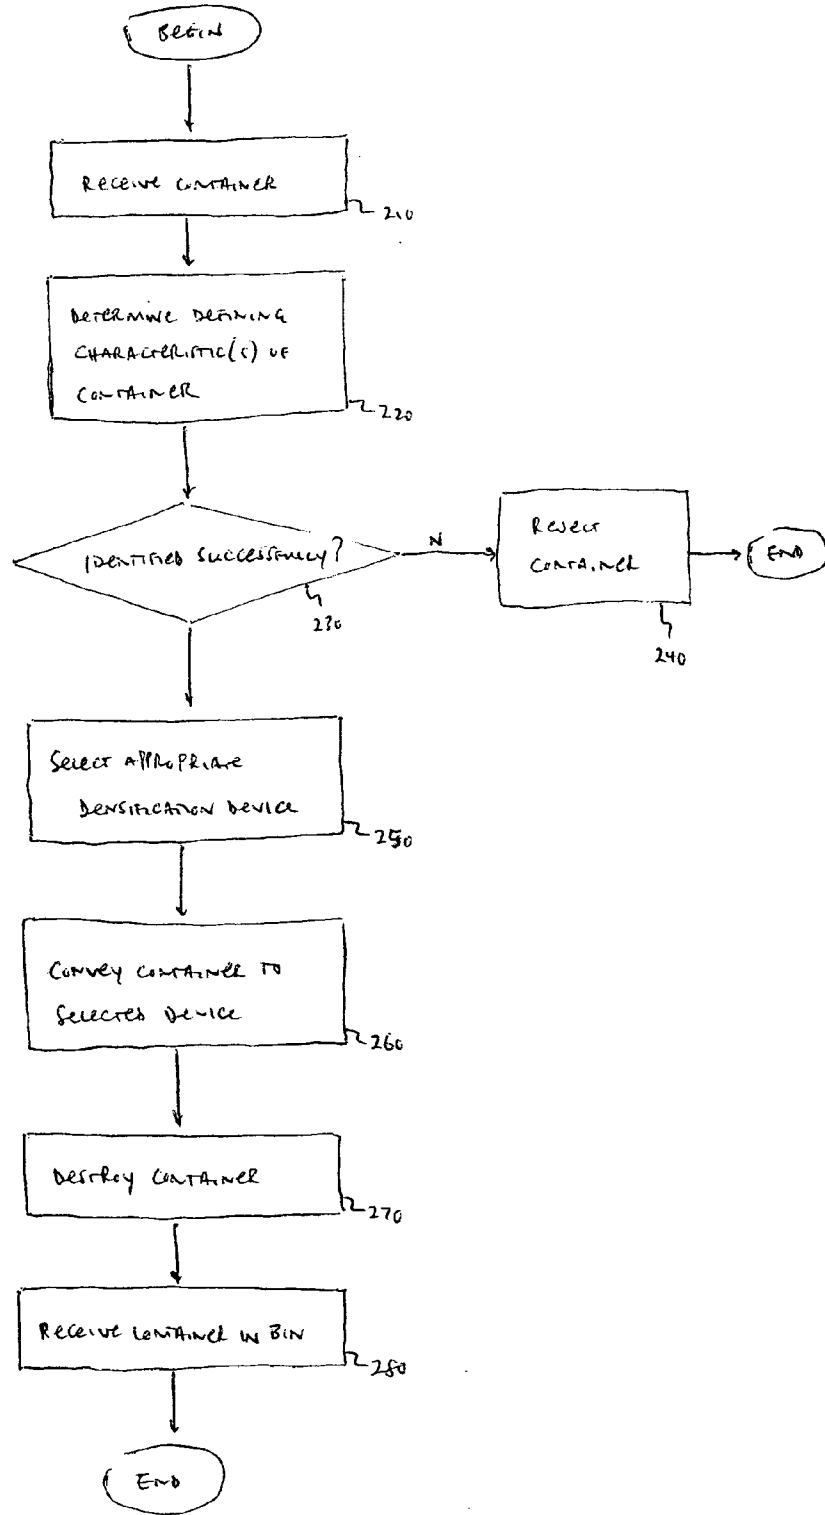 BEGIN
RECEIVE CONTAINER
210
DETERMINE DEFINING
CHARACTERISTIC(S) OF
CONTAINER
220
IDENTIFIED SUCCESSFULLY?
230
N
REJECT
CONTAINER
240
END
SELECT APPROPRIATE
DENSIFICATION DEVICE
250
CONVEY CONTAINER TO
SELECTED DEVICE
260
DESTROY CONTAINER
270
RECEIVE CONTAINER IN BIN
280
END